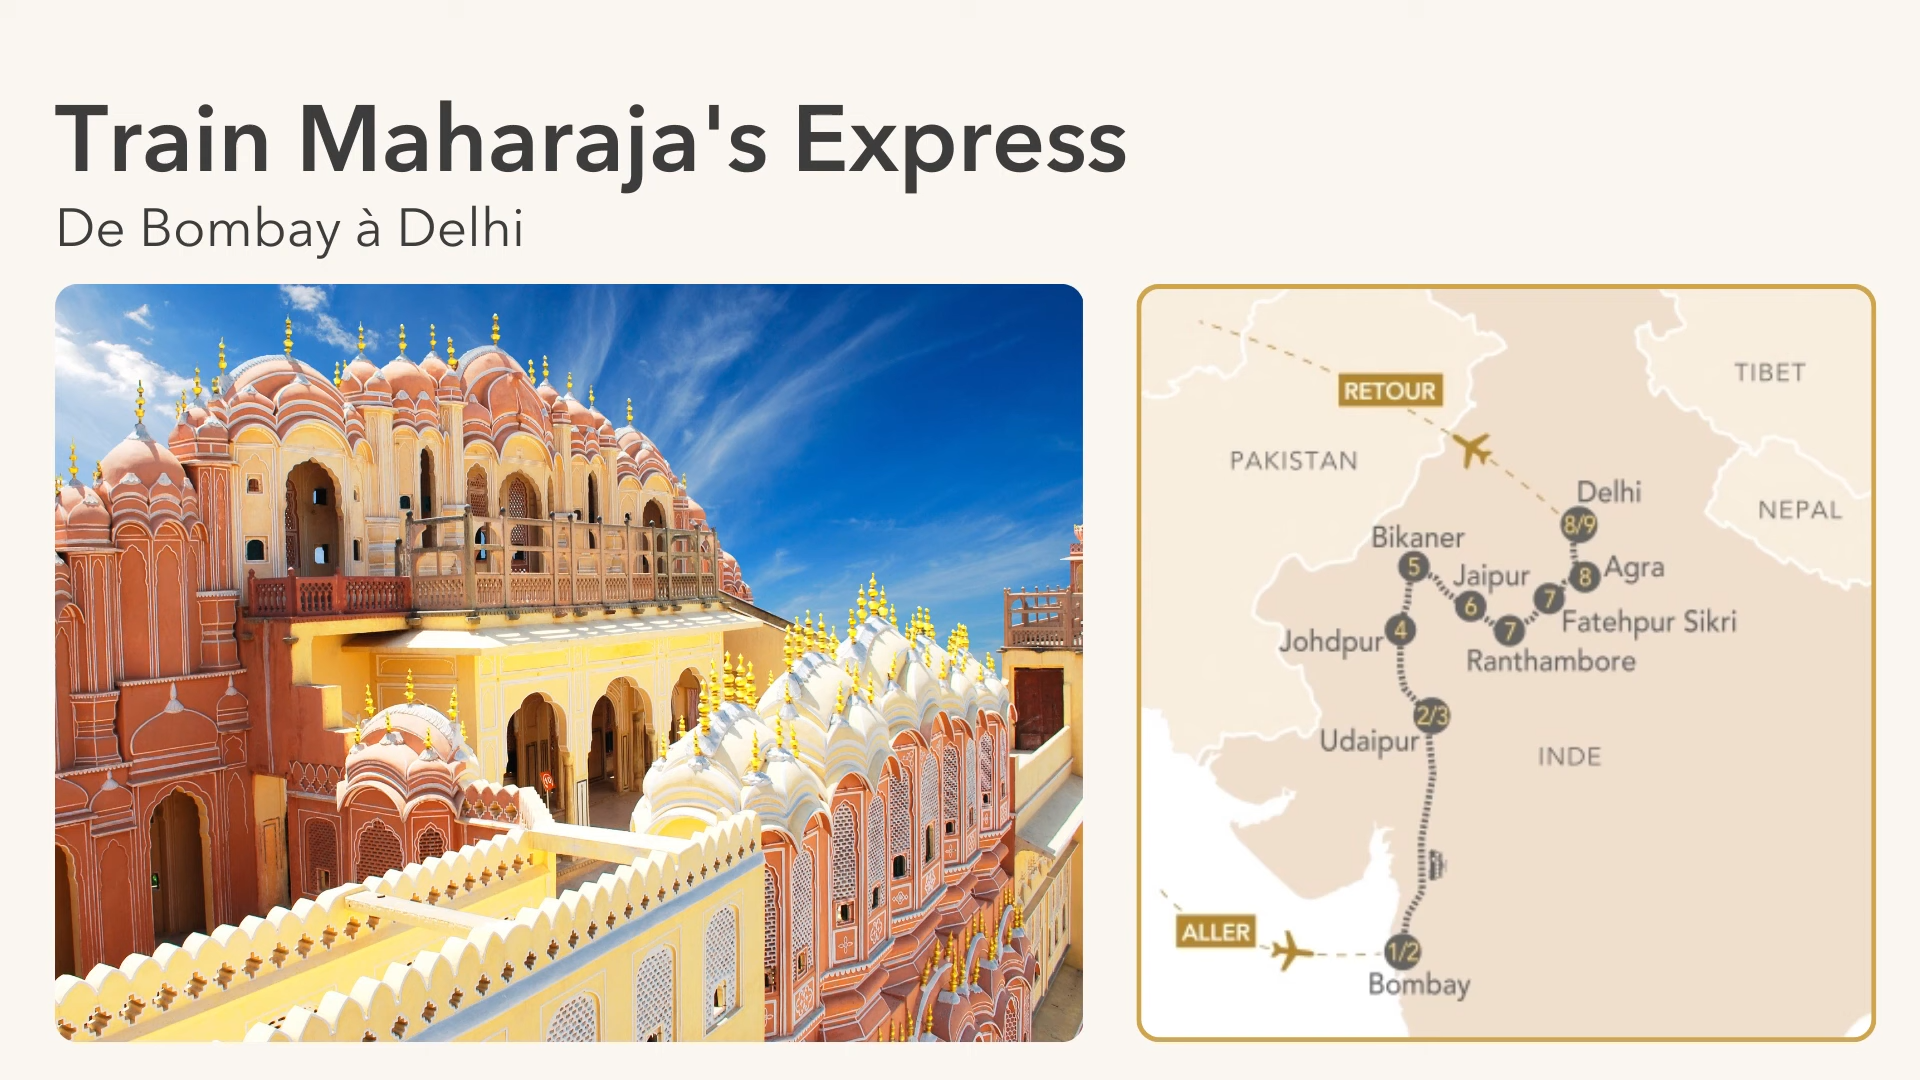 Train Maharaja's Express
De Bombay à Delhi
RETOUR
TIBET
PAKISTAN
NEPAL
Delhi
8/9
Bikaner
5
Jaipur
8
Agra
6
7
Fatehpur Sikri
Johdpur
4
7
Ranthambore
2/3
Udaipur
INDE
ALLER
1/2
Bombay